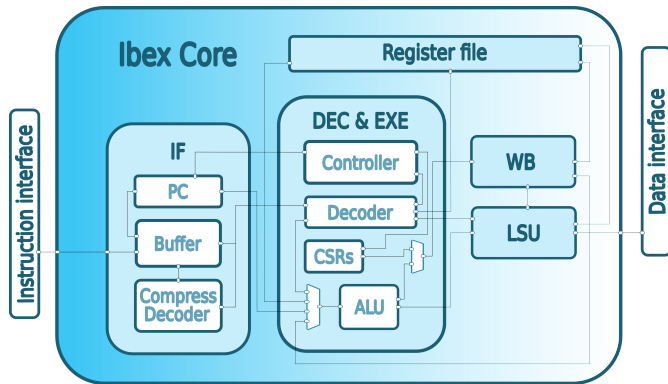 Ibex Core
Register file
DEC & EXE
IF
Controller
PC
Decoder
Buffer
CSRs
Compress
Decoder
ALU
WB
LSU
Instruction interface
Data interface